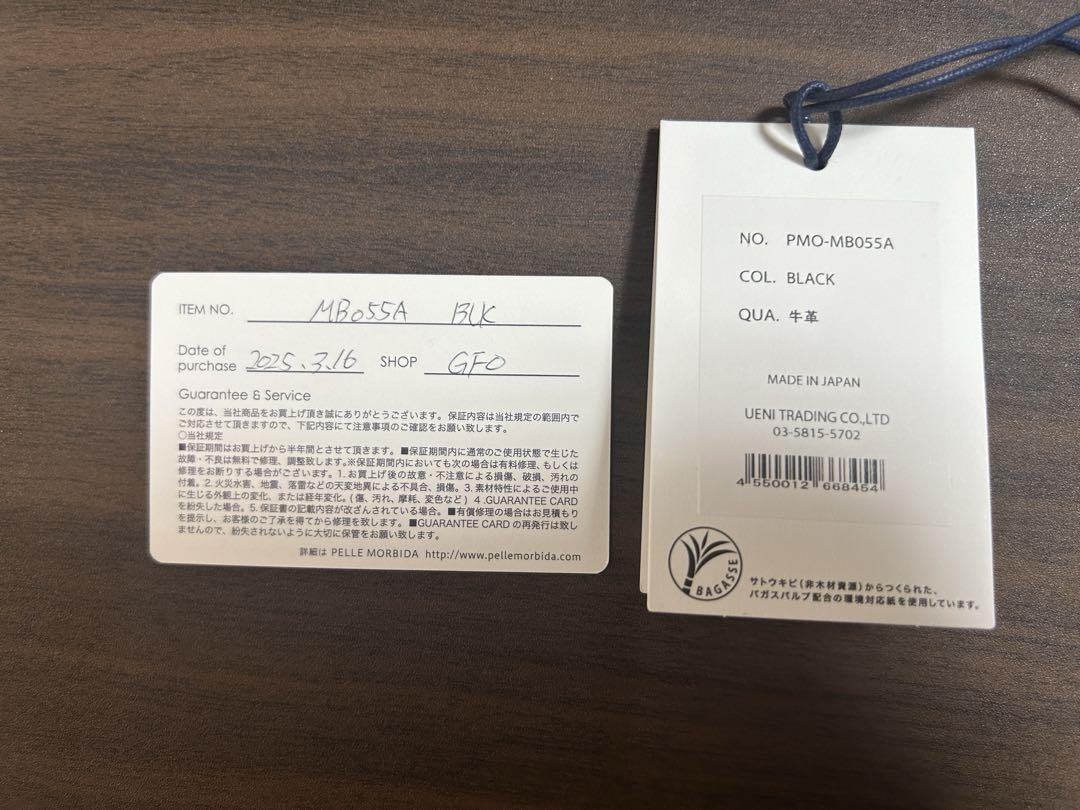 ITEM NO. MB055A BLK
Date of purchase 2025.3.16 SHOP GFO
Guarantee & Service
この度は、当社商品をお買上げ頂き誠にありがとうございます。保証内容は当社規定の範囲内で
ご対応させて頂きますので、下記内容にて注意事項のご確認をお願い致します。
○当社規定
■保証期間はお買上げから半年間とさせて頂きます。■保証期間内に通常のご使用状態で生じた
故障・不良は無料で修理、調整致します。※保証期間内においても次の場合は有料修理、もしくは
修理をお断りする場合がございます。1.お買上げ後の故意・不注意による損傷、破損、汚れの
付着。2.火災水害、地震、落雷などの天変地異による不具合、損傷。3.素材特性によるご使用中
に生じる外観上の変化、または経年変化。(傷、汚れ、摩耗、変色など) 4.GUARANTEE CARD
を紛失した場合。5.保証書の記載内容が改ざんされている場合。■有償修理の場合はお見積もり
を提示し、お客様のご了承を得てから修理を致します。■GUARANTEE CARDの再発行は致し
ませんので、紛失されないように大切に保管をお願い致します。
詳細は PELLE MORBIDA http://www.pellemorbida.com
NO. PMO-MB055A
COL. BLACK
QUA. 牛革
MADE IN JAPAN
UENI TRADING CO.,LTD
03-5815-5702
4 550012 668454
BAGASSE
サトウキビ(非木材資源)からつくられた、
バガスパルプ配合の環境対応紙を使用しています。